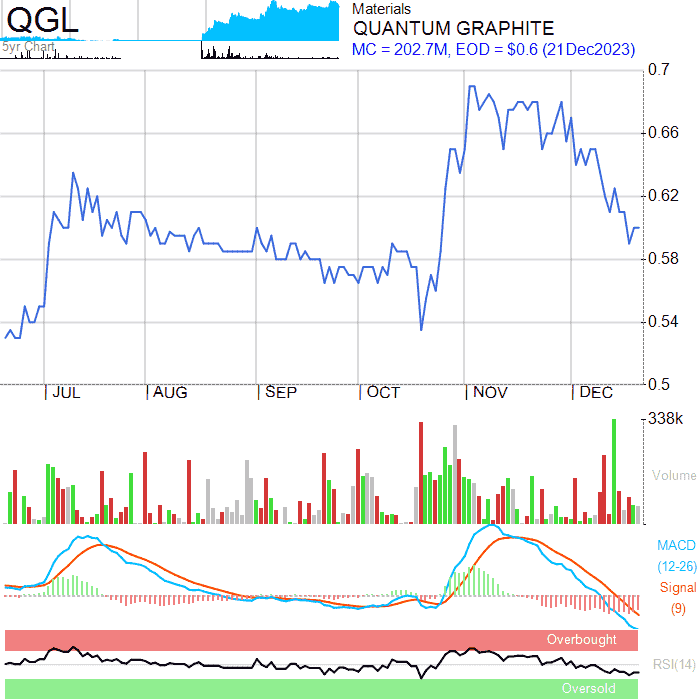 QGL
5yr Chart
Materials
QUANTUM GRAPHITE
MC = 202.7M, EOD = $0.6 (21Dec2023)
0.7
0.66
0.62
0.58
0.54
0.5
JUL AUG SEP OCT NOV DEC
338k
Volume
MACD
(12-26)
Signal
(9)
Overbought
RSI(14)
Oversold